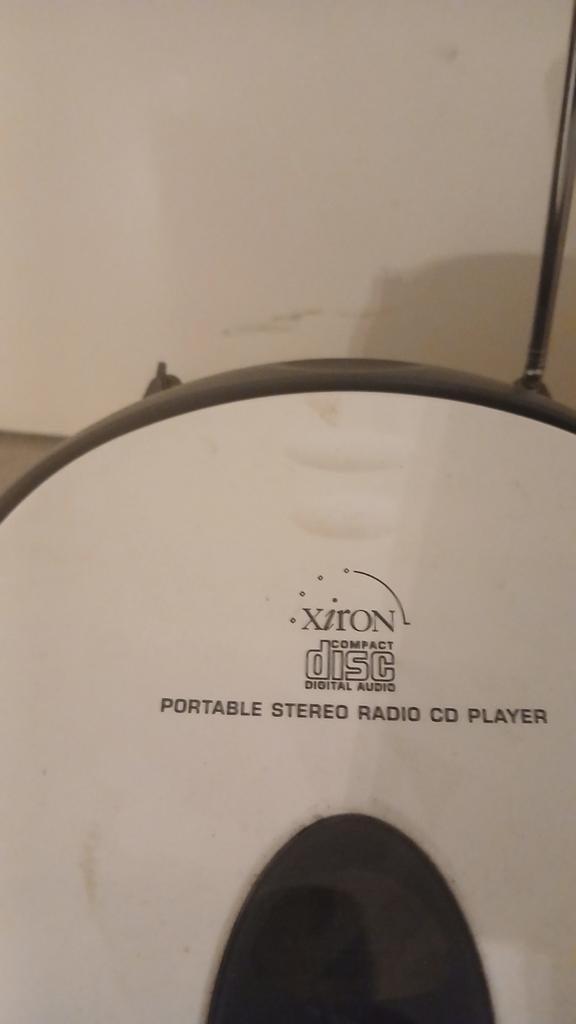 XirON
COMPACT
disc
DIGITAL AUDIO
PORTABLE STEREO RADIO CD PLAYER